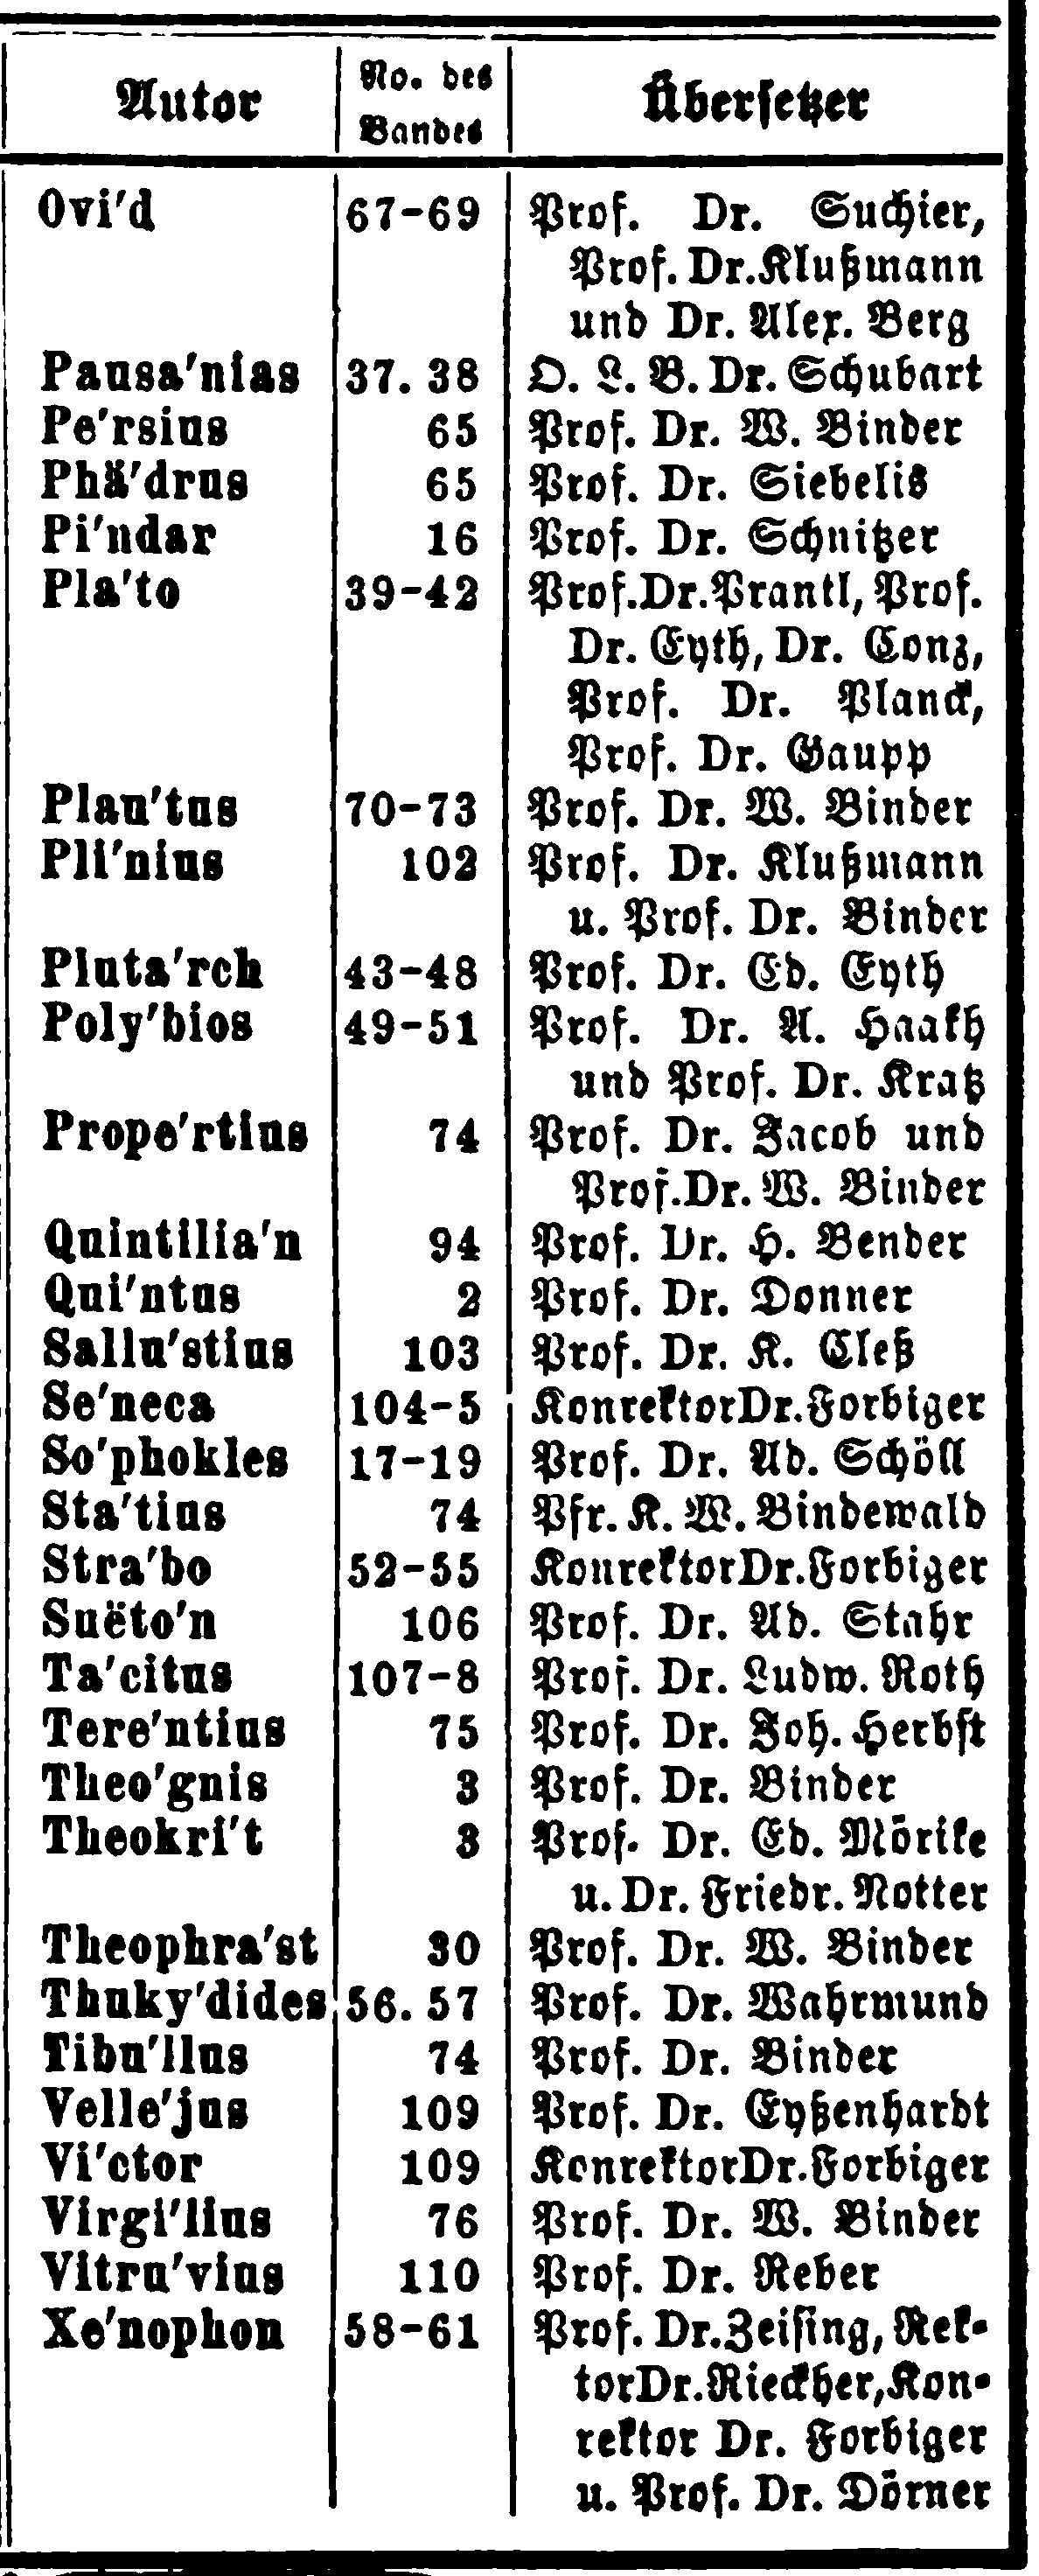 Autor No. des Bandes Übersetzer
Ovi'd 67-69 Prof. Dr. Suchier,
Prof. Dr. Klußmann
und Dr. Alex. Berg
Pausa'nias 37. 38 O. L. B. Dr. Schubart
Pe'rsius 65 Prof. Dr. W. Binder
Phä'drus 65 Prof. Dr. Siebelis
Pi'ndar 16 Prof. Dr. Schnitzer
Pla'to 39-42 Prof. Dr. Prantl, Prof.
Dr. Eyth, Dr. Conz,
Prof. Dr. Planck,
Prof. Dr. Gaupp
Plau'tus 70-73 Prof. Dr. W. Binder
Pli'nius 102 Prof. Dr. Klußmann
u. Prof. Dr. Binder
Pluta'rch 43-48 Prof. Dr. Ed. Eyth
Poly'bios 49-51 Prof. Dr. A. Haakh
und Prof. Dr. Kratz
Prope'rtius 74 Prof. Dr. Jacob und
Prof. Dr. W. Binder
Quintilia'n 94 Prof. Dr. H. Bender
Qui'ntus 2 Prof. Dr. Donner
Sallu'stius 103 Prof. Dr. K. Cleß
Se'neca 104-5 Konrektor Dr. Forbiger
So'phokles 17-19 Prof. Dr. Ad. Schöll
Sta'tius 74 Pfr. K. W. Bindewald
Stra'bo 52-55 Konrektor Dr. Forbiger
Suëto'n 106 Prof. Dr. Ad. Stahr
Ta'citus 107-8 Prof. Dr. Ludw. Roth
Tere'ntius 75 Prof. Dr. Joh. Herbst
Theo'gnis 3 Prof. Dr. Binder
Theokri't 3 Prof. Dr. Ed. Mörike
u. Dr. Friedr. Notter
Theophra'st 30 Prof. Dr. W. Binder
Thuky'dides 56. 57 Prof. Dr. Wahrmund
Tibu'llus 74 Prof. Dr. Binder
Velle'jus 109 Prof. Dr. Eyßenhardt
Vi'ctor 109 Konrektor Dr. Forbiger
Virgi'lius 76 Prof. Dr. W. Binder
Vitru'vius 110 Prof. Dr. Reber
Xe'nophon 58-61 Prof. Dr. Zeising, Rek-
tor Dr. Rieckher, Kon-
rektor Dr. Forbiger
u. Prof. Dr. Dörner